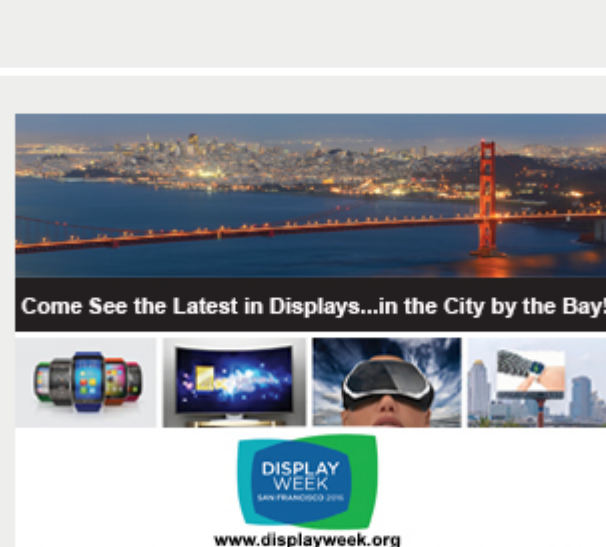 Come See the Latest in Displays...in the City by the Bay!
DISPLAY
WEEK
SAN FRANCISCO 2016
www.displayweek.org